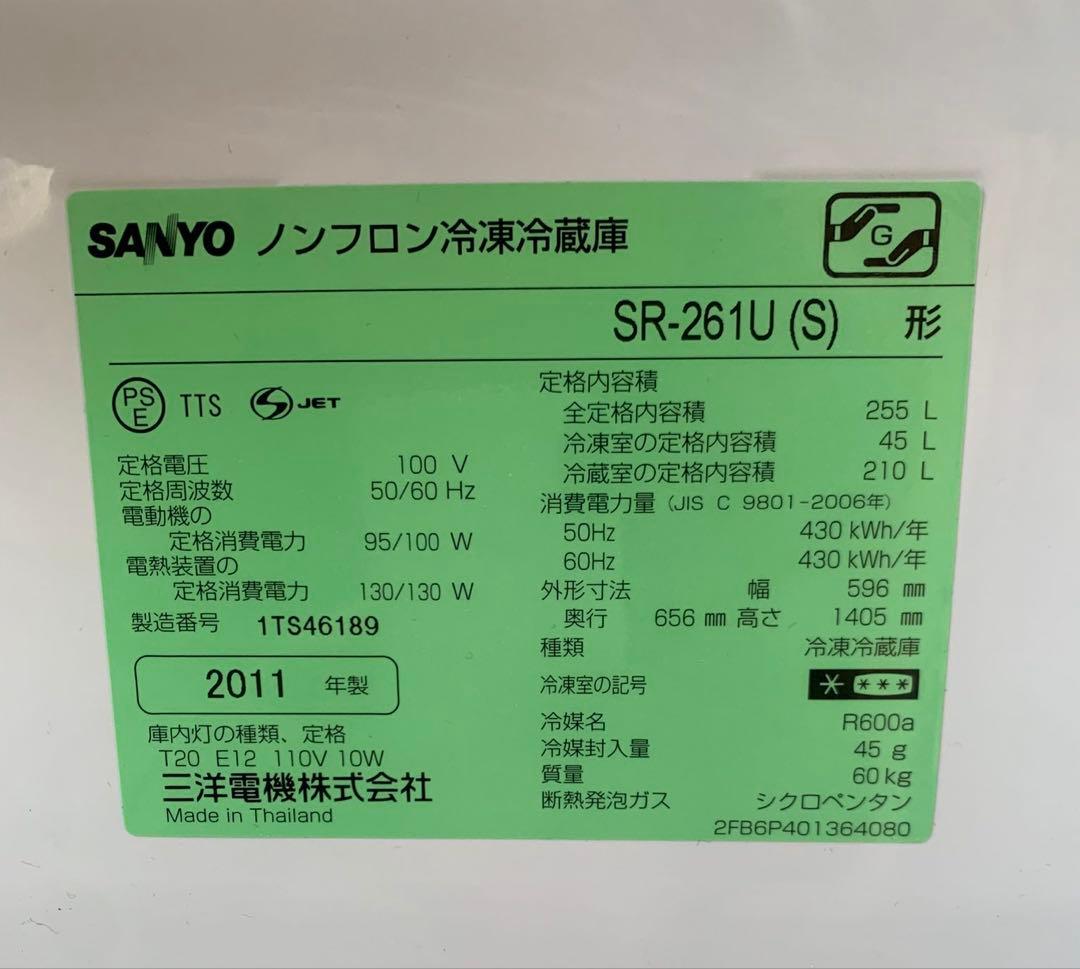 SANYO ノンフロン冷凍冷蔵庫
G
SR-261U (S) 形
PSE TTS S JET
定格電圧 100 V
定格周波数 50/60 Hz
電動機の
定格消費電力 95/100 W
電熱装置の
定格消費電力 130/130 W
製造番号 1TS46189
2011 年製
庫内灯の種類、定格
T20 E12 110V 10W
三洋電機株式会社
Made in Thailand
定格内容積
全定格内容積 255 L
冷凍室の定格内容積 45 L
冷蔵室の定格内容積 210 L
消費電力量 (JIS C 9801-2006年)
50Hz 430 kWh/年
60Hz 430 kWh/年
外形寸法 幅 596 mm
奥行 656 mm 高さ 1405 mm
種類 冷凍冷蔵庫
冷凍室の記号 * ***
冷媒名 R600a
冷媒封入量 45 g
質量 60 kg
断熱発泡ガス シクロペンタン
2FB6P401364080